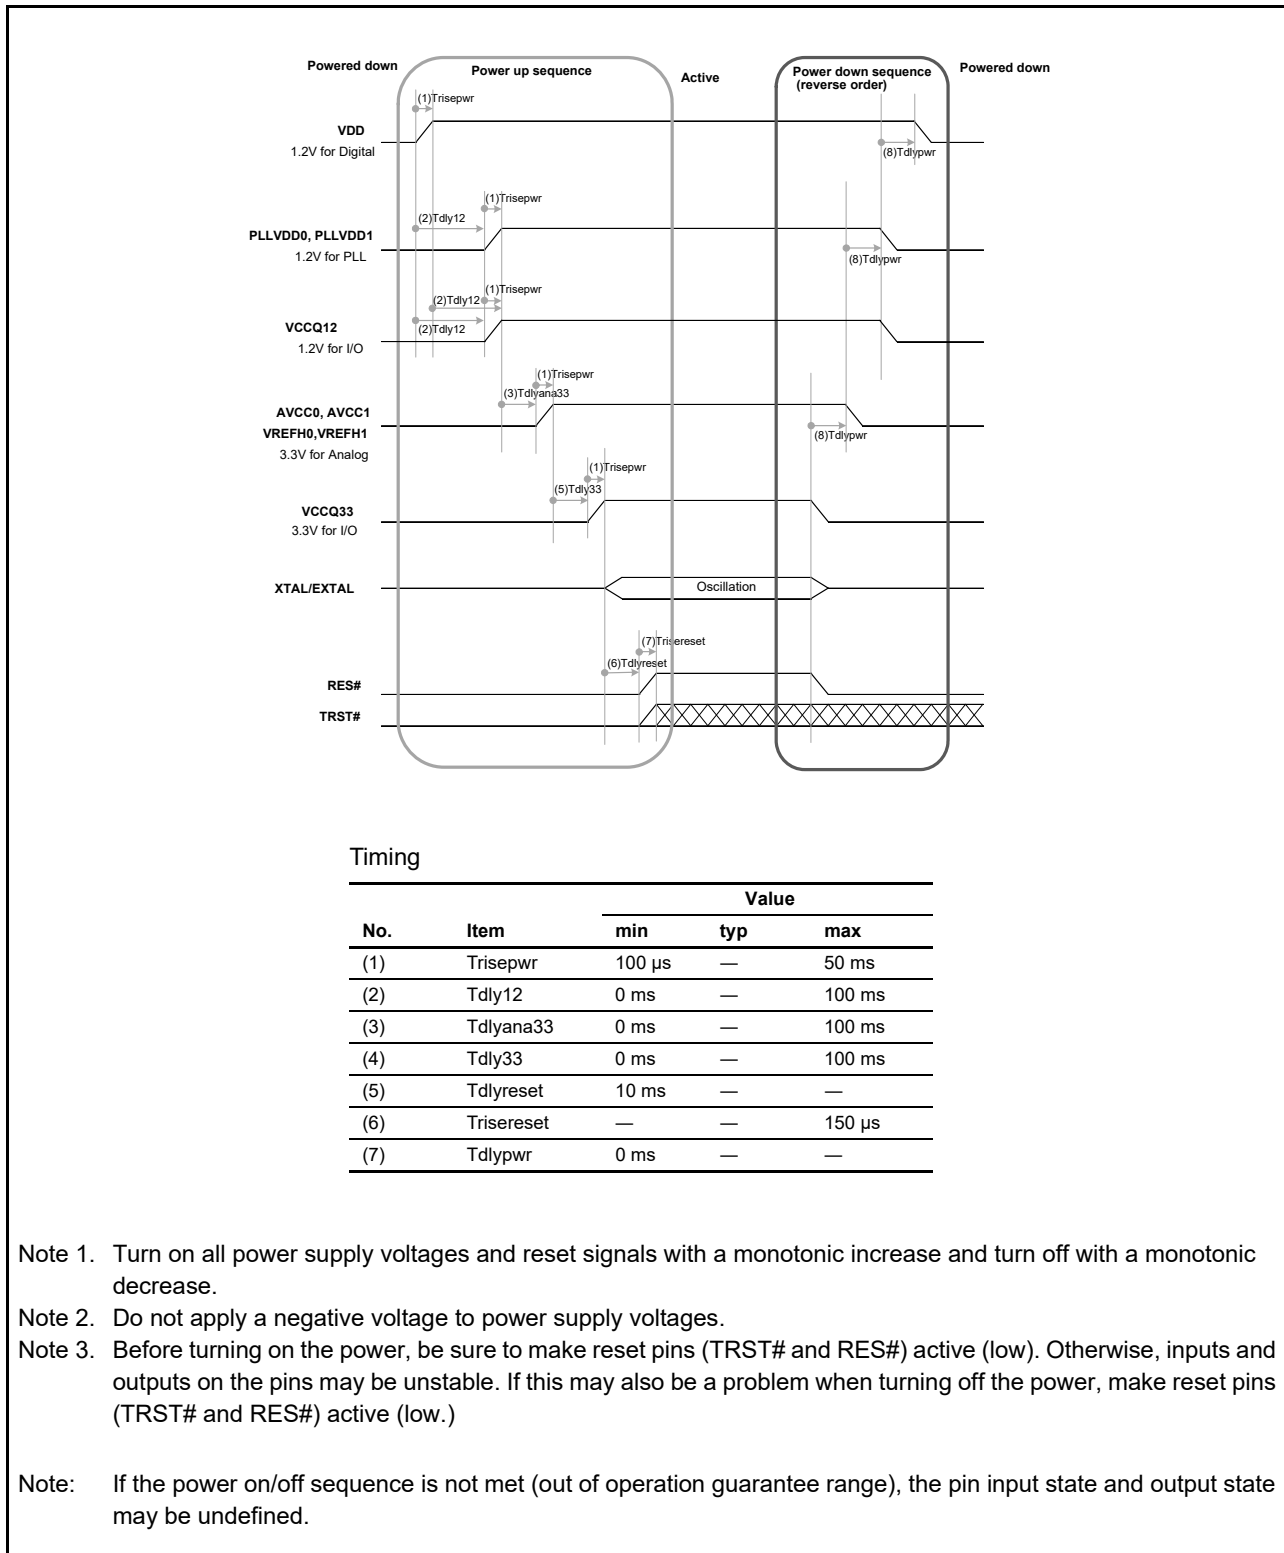 Powered down
Power up sequence
Active
Power down sequence
(reverse order)
Powered down
(1)Trisepwr
VDD
1.2V for Digital
(8)Tdlypwr
(1)Trisepwr
(2)Tdly12
PLLVDD0, PLLVDD1
1.2V for PLL
(8)Tdlypwr
(1)Trisepwr
(2)Tdly12
(2)Tdly12
VCCQ12
1.2V for I/O
(1)Trisepwr
(3)Tdlyana33
AVCC0, AVCC1
VREFH0,VREFH1
3.3V for Analog
(8)Tdlypwr
(1)Trisepwr
(5)Tdly33
VCCQ33
3.3V for I/O
XTAL/EXTAL
Oscillation
(7)Trisereset
(6)Tdlyreset
RES#
TRST#
Timing
Value
No. Item min typ max
(1) Trisepwr 100 µs — 50 ms
(2) Tdly12 0 ms — 100 ms
(3) Tdlyana33 0 ms — 100 ms
(4) Tdly33 0 ms — 100 ms
(5) Tdlyreset 10 ms — —
(6) Trisereset — — 150 µs
(7) Tdlypwr 0 ms — —
Note 1. Turn on all power supply voltages and reset signals with a monotonic increase and turn off with a monotonic
decrease.
Note 2. Do not apply a negative voltage to power supply voltages.
Note 3. Before turning on the power, be sure to make reset pins (TRST# and RES#) active (low). Otherwise, inputs and
outputs on the pins may be unstable. If this may also be a problem when turning off the power, make reset pins
(TRST# and RES#) active (low.)
Note: If the power on/off sequence is not met (out of operation guarantee range), the pin input state and output state
may be undefined.